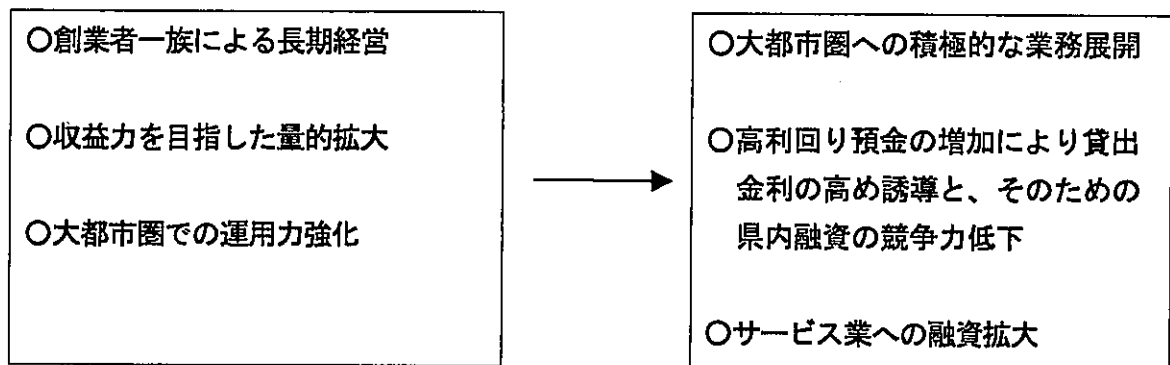 ○創業者一族による長期経営
○収益力を目指した量的拡大
○大都市圏での運用力強化
○大都市圏への積極的な業務展開
○高利回り預金の増加により貸出
金利の高め誘導と、そのための
県内融資の競争力低下
○サービス業への融資拡大